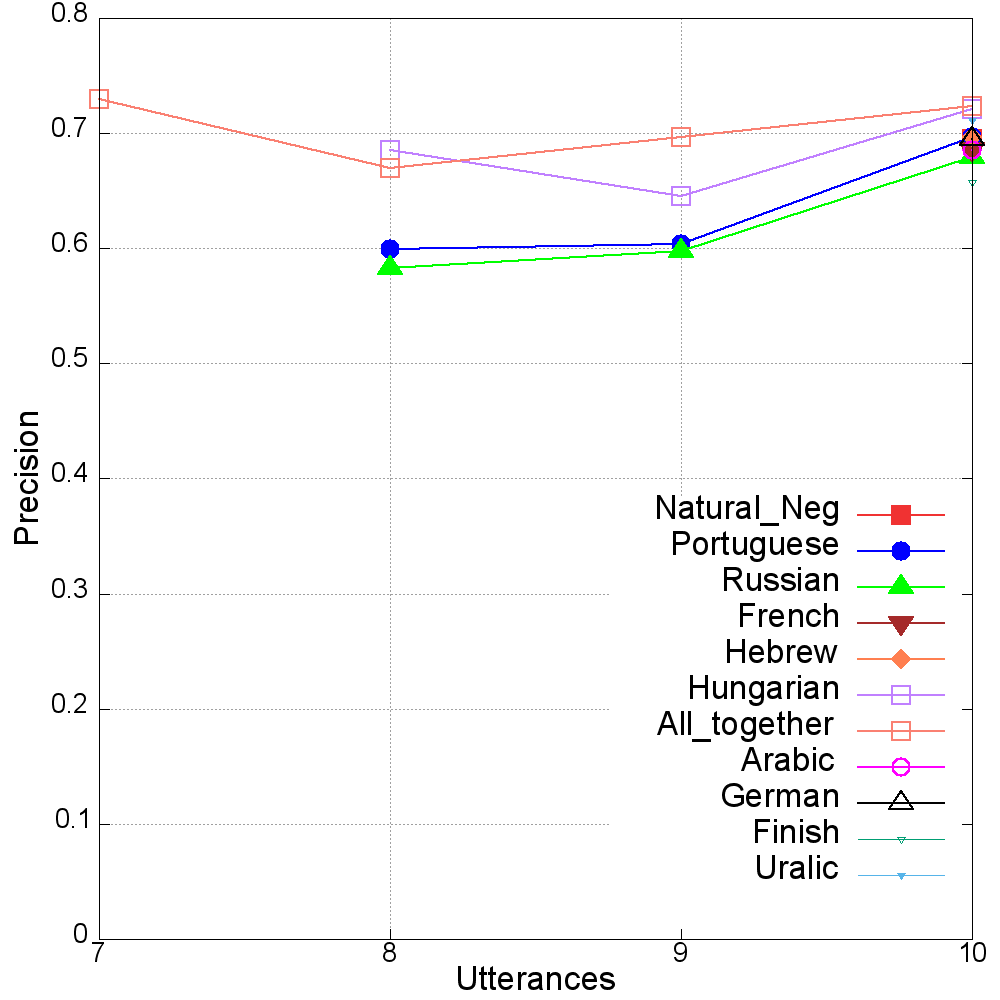 0.8
0.7
0.6
0.5
0.4
0.3
0.2
0.1
0
Precision
Natural_Neg
Portuguese
Russian
French
Hebrew
Hungarian
All_together
Arabic
German
Finish
Uralic
7 8 9 10
Utterances